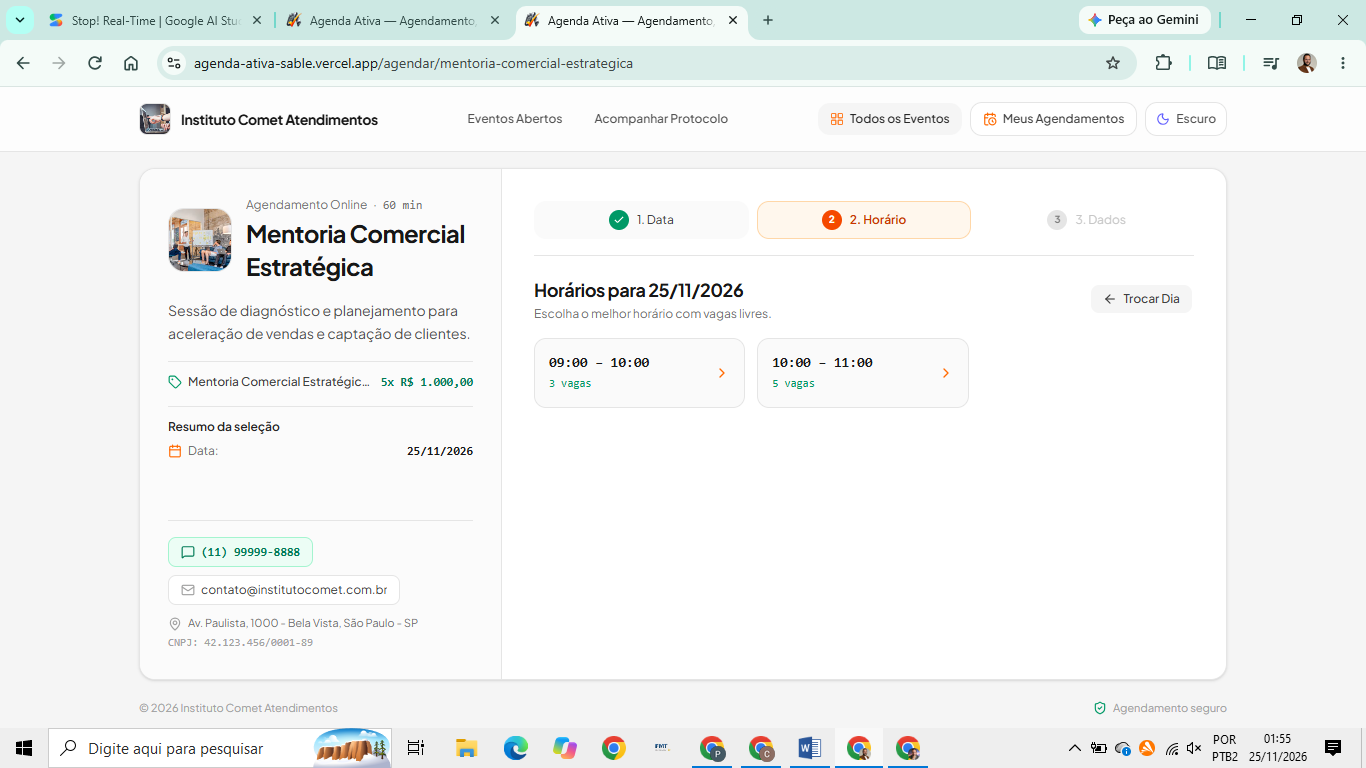 Stop! Real-Time | Google AI Stu
Agenda Ativa — Agendamento,
Agenda Ativa — Agendamento,
Peça ao Gemini
agenda-ativa-sable.vercel.app/agendar/mentoria-comercial-estrategica
Instituto Comet Atendimentos
Eventos Abertos
Acompanhar Protocolo
Todos os Eventos
Meus Agendamentos
Escuro
Agendamento Online · 60 min
Mentoria Comercial
Estratégica
Sessão de diagnóstico e planejamento para
aceleração de vendas e captação de clientes.
Mentoria Comercial Estratégic... 5x R$ 1.000,00
Resumo da seleção
Data: 25/11/2026
(11) 99999-8888
contato@institutocomet.com.br
Av. Paulista, 1000 - Bela Vista, São Paulo - SP
CNPJ: 42.123.456/0001-89
1. Data
2 2. Horário
3 3. Dados
Horários para 25/11/2026
Escolha o melhor horário com vagas livres.
Trocar Dia
09:00 – 10:00
3 vagas
10:00 – 11:00
5 vagas
© 2026 Instituto Comet Atendimentos
Agendamento seguro
Digite aqui para pesquisar
FMT
P
C
POR
PTB2
01:55
25/11/2026